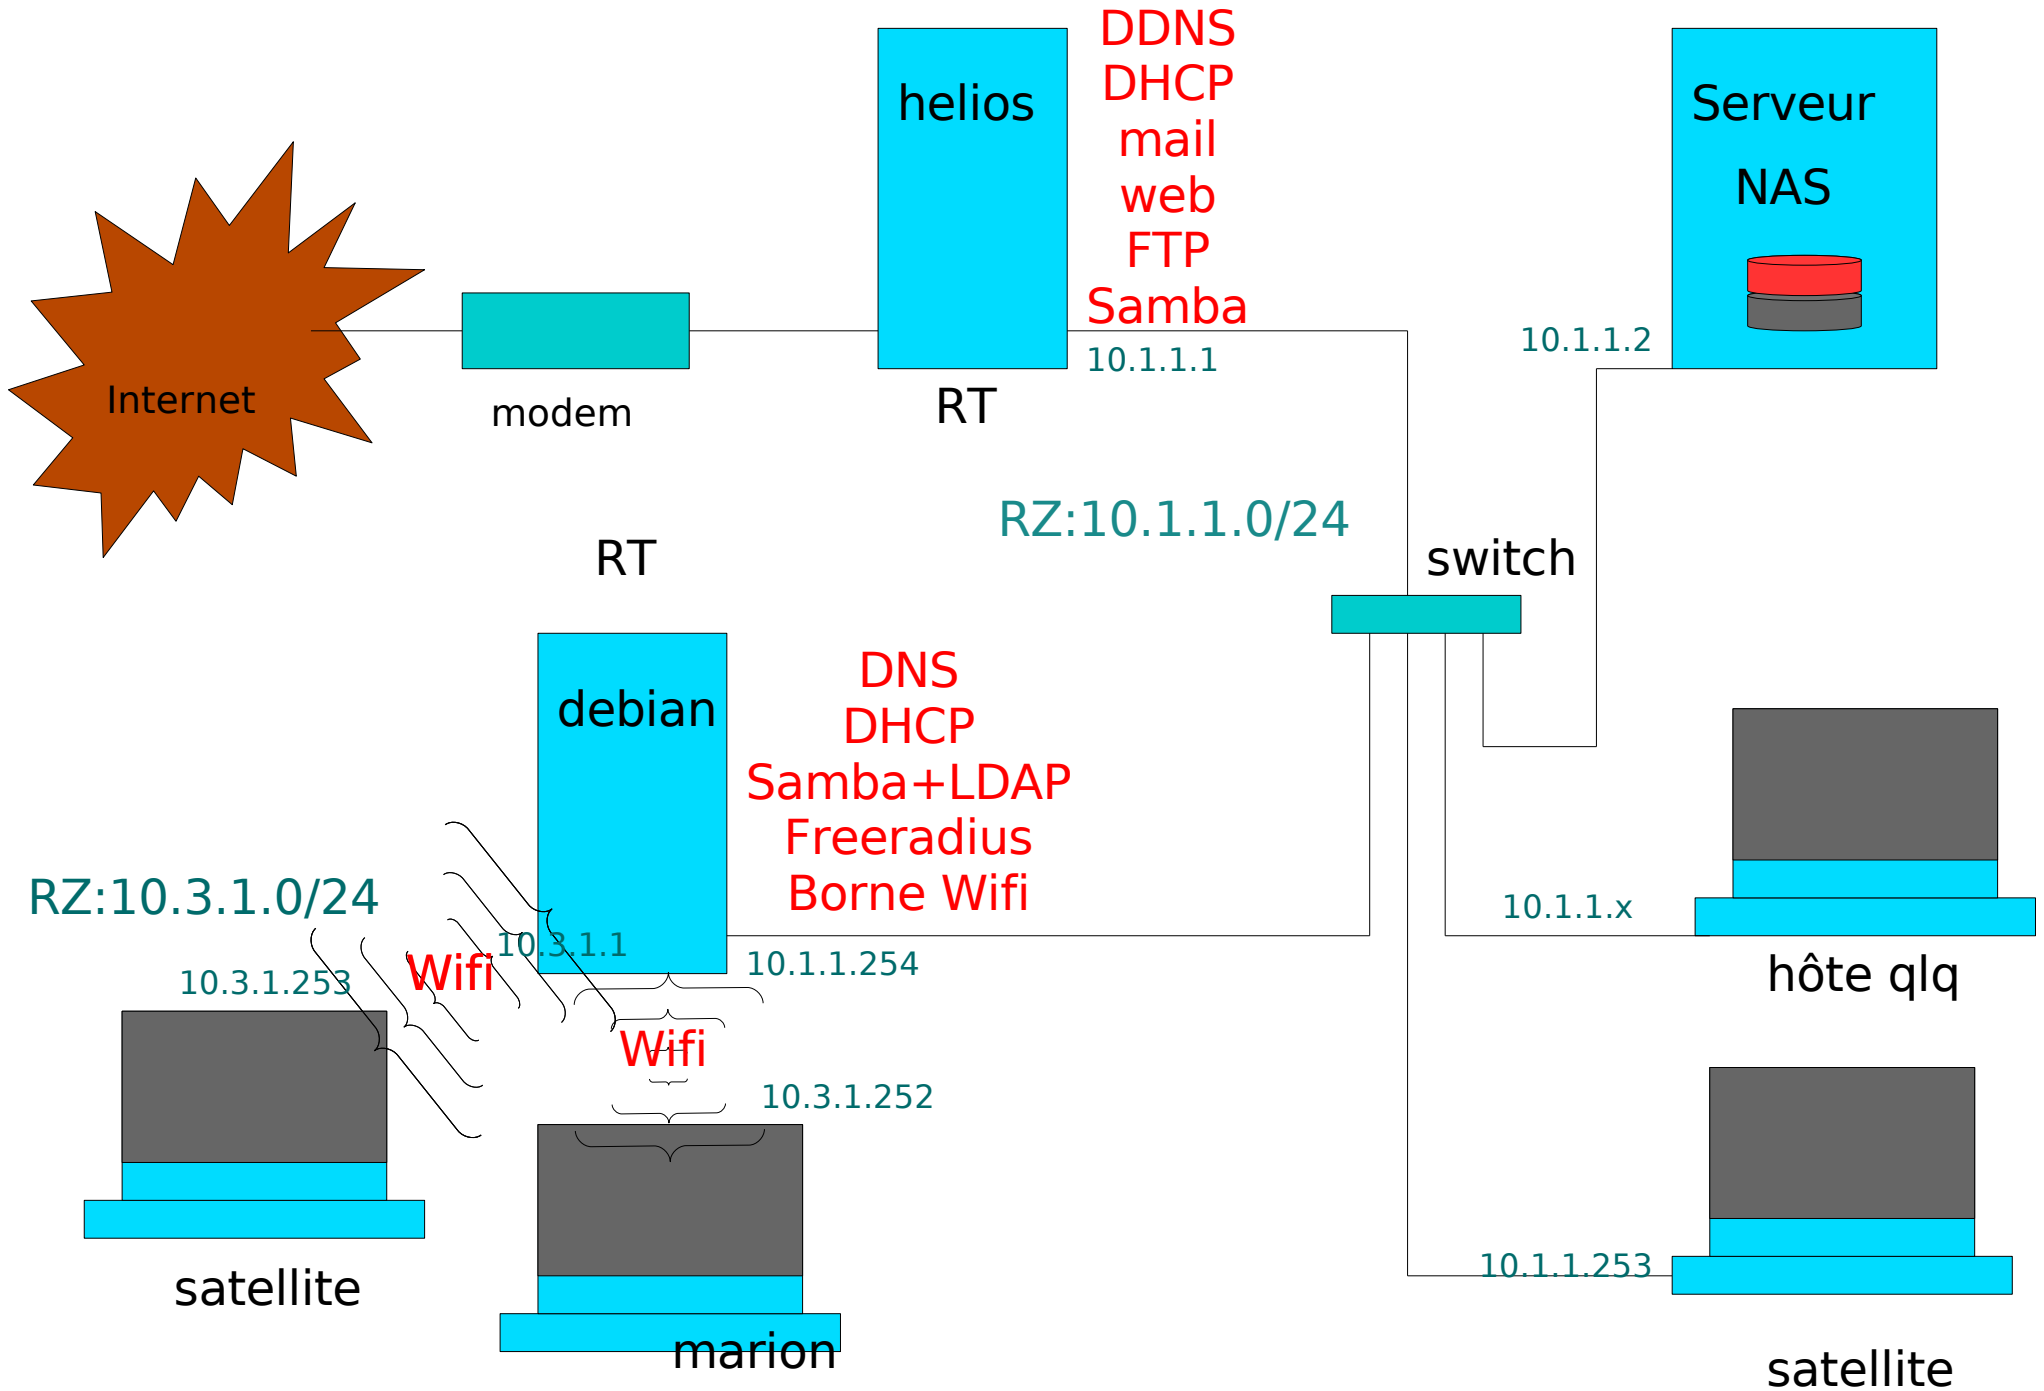 DDNS
DHCP
mail
web
FTP
Samba
helios
10.1.1.1
RT
Serveur
NAS
10.1.1.2
Internet
modem
RZ:10.1.1.0/24
switch
RT
debian
DNS
DHCP
Samba+LDAP
Freeradius
Borne Wifi
10.1.1.254
RZ:10.3.1.0/24
10.3.1.1
Wifi
10.3.1.253
Wifi
10.3.1.252
10.1.1.x
hôte qlq
satellite
marion
10.1.1.253
satellite